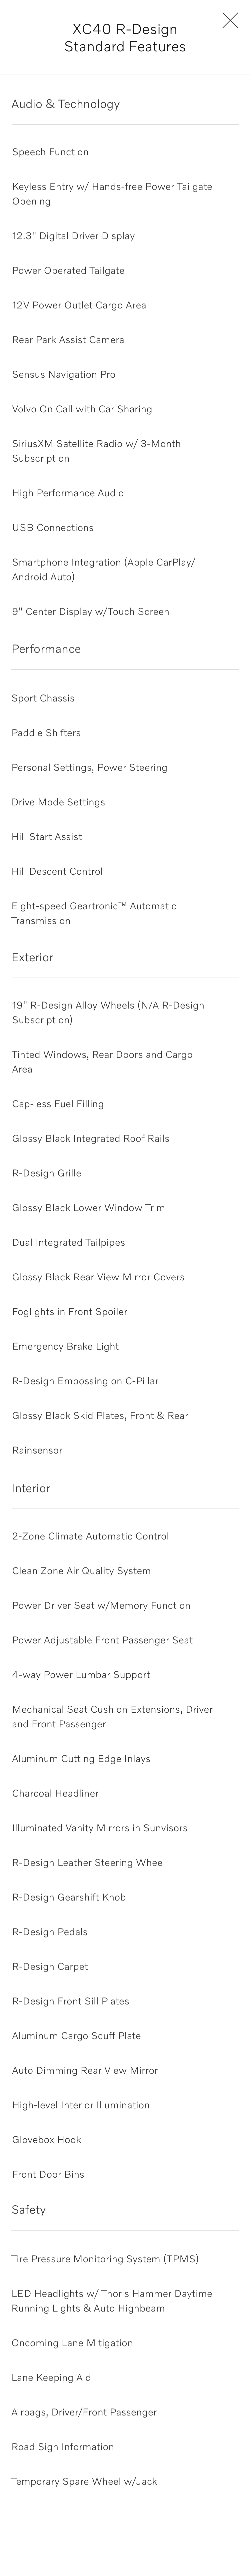 XC40 R-Design
Standard Features
Audio & Technology
Speech Function
Keyless Entry w/ Hands-free Power Tailgate
Opening
12.3" Digital Driver Display
Power Operated Tailgate
12V Power Outlet Cargo Area
Rear Park Assist Camera
Sensus Navigation Pro
Volvo On Call with Car Sharing
SiriusXM Satellite Radio w/ 3-Month
Subscription
High Performance Audio
USB Connections
Smartphone Integration (Apple CarPlay/
Android Auto)
9" Center Display w/Touch Screen
Performance
Sport Chassis
Paddle Shifters
Personal Settings, Power Steering
Drive Mode Settings
Hill Start Assist
Hill Descent Control
Eight-speed Geartronic™ Automatic
Transmission
Exterior
19" R-Design Alloy Wheels (N/A R-Design
Subscription)
Tinted Windows, Rear Doors and Cargo
Area
Cap-less Fuel Filling
Glossy Black Integrated Roof Rails
R-Design Grille
Glossy Black Lower Window Trim
Dual Integrated Tailpipes
Glossy Black Rear View Mirror Covers
Foglights in Front Spoiler
Emergency Brake Light
R-Design Embossing on C-Pillar
Glossy Black Skid Plates, Front & Rear
Rainsensor
Interior
2-Zone Climate Automatic Control
Clean Zone Air Quality System
Power Driver Seat w/Memory Function
Power Adjustable Front Passenger Seat
4-way Power Lumbar Support
Mechanical Seat Cushion Extensions, Driver
and Front Passenger
Aluminum Cutting Edge Inlays
Charcoal Headliner
Illuminated Vanity Mirrors in Sunvisors
R-Design Leather Steering Wheel
R-Design Gearshift Knob
R-Design Pedals
R-Design Carpet
R-Design Front Sill Plates
Aluminum Cargo Scuff Plate
Auto Dimming Rear View Mirror
High-level Interior Illumination
Glovebox Hook
Front Door Bins
Safety
Tire Pressure Monitoring System (TPMS)
LED Headlights w/ Thor's Hammer Daytime
Running Lights & Auto Highbeam
Oncoming Lane Mitigation
Lane Keeping Aid
Airbags, Driver/Front Passenger
Road Sign Information
Temporary Spare Wheel w/Jack